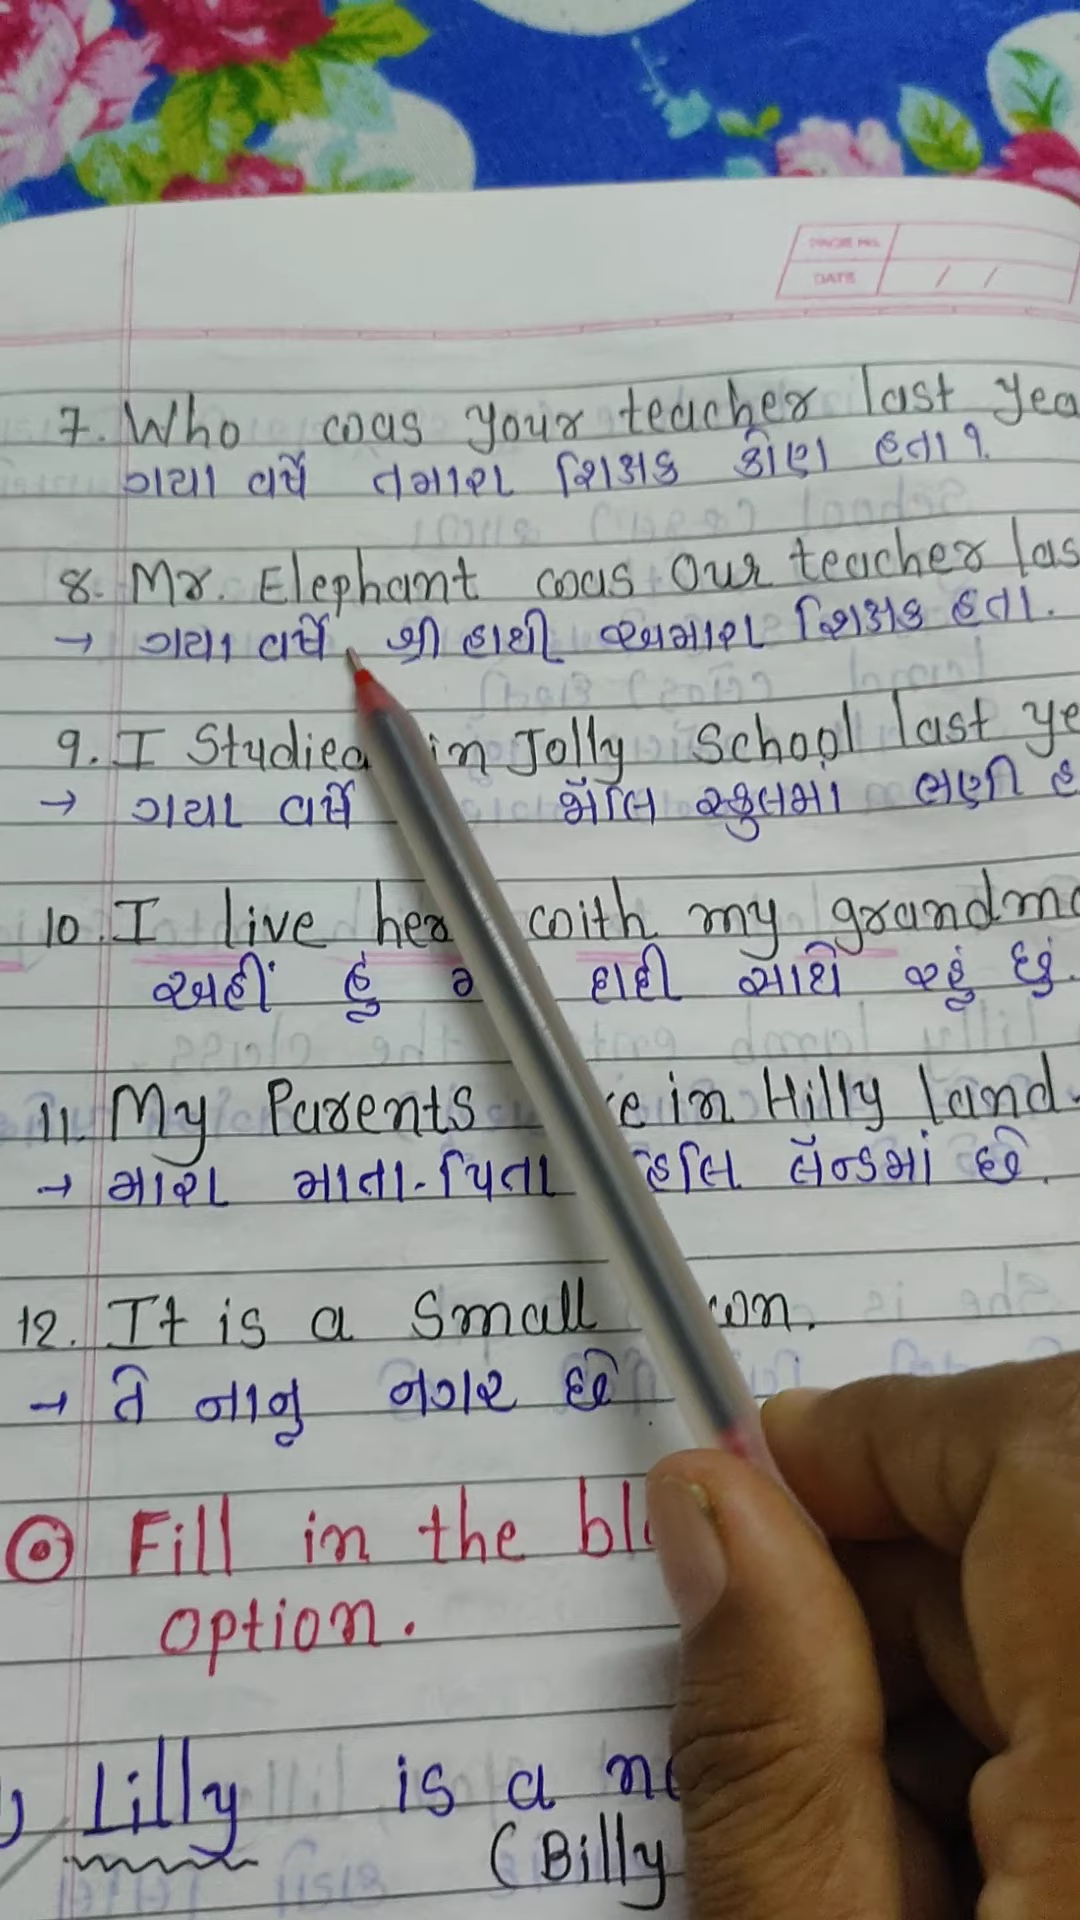 PAGE NO.
DATE / /
7. Who was your teacher last yea
ગયા વર્ષે તમારા શિક્ષક કોણ હતા?
8. Mr. Elephant was our teacher las
→ ગયા વર્ષે શ્રી હાથી અમારા શિક્ષક હતા.
9. I Studied in Jolly School last ye
→ ગયા વર્ષે જૉલિ સ્કુલમાં ભણી હ
10. I live her with my grandmo
અહીં હું દાદી સાથે રહું છું.
11. My Parents in Hilly land.
→ મારા માતા-પિતા હિલિ લૅન્ડમાં છે.
12. It is a Small wn.
→ તે નાનુ નગર છે
Fill in the bl
option.
) Lilly is a n
(Billy